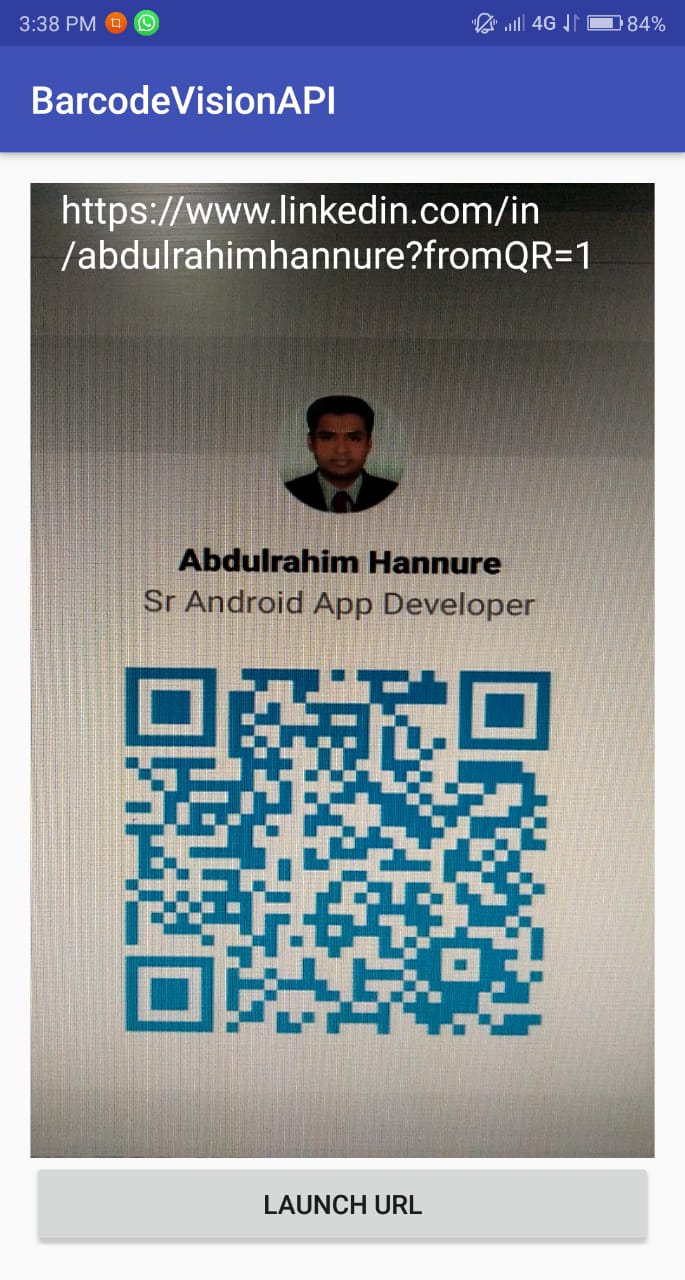 3:38 PM
4G
84%
BarcodeVisionAPI
https://www.linkedin.com/in
/abdulrahimhannure?fromQR=1
Abdulrahim Hannure
Sr Android App Developer
LAUNCH URL